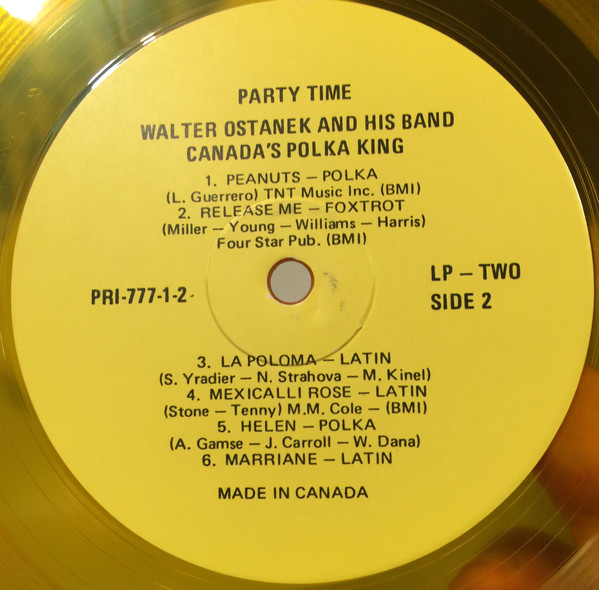 PARTY TIME
WALTER OSTANEK AND HIS BAND
CANADA'S POLKA KING
1. PEANUTS – POLKA
(L. Guerrero) TNT Music Inc. (BMI)
2. RELEASE ME – FOXTROT
(Miller – Young – Williams – Harris)
Four Star Pub. (BMI)
PRI-777-1-2
LP – TWO
SIDE 2
3. LA POLOMA – LATIN
(S. Yradier – N. Strahova – M. Kinel)
4. MEXICALLI ROSE – LATIN
(Stone – Tenny) M.M. Cole – (BMI)
5. HELEN – POLKA
(A. Gamse – J. Carroll – W. Dana)
6. MARRIANE – LATIN
MADE IN CANADA